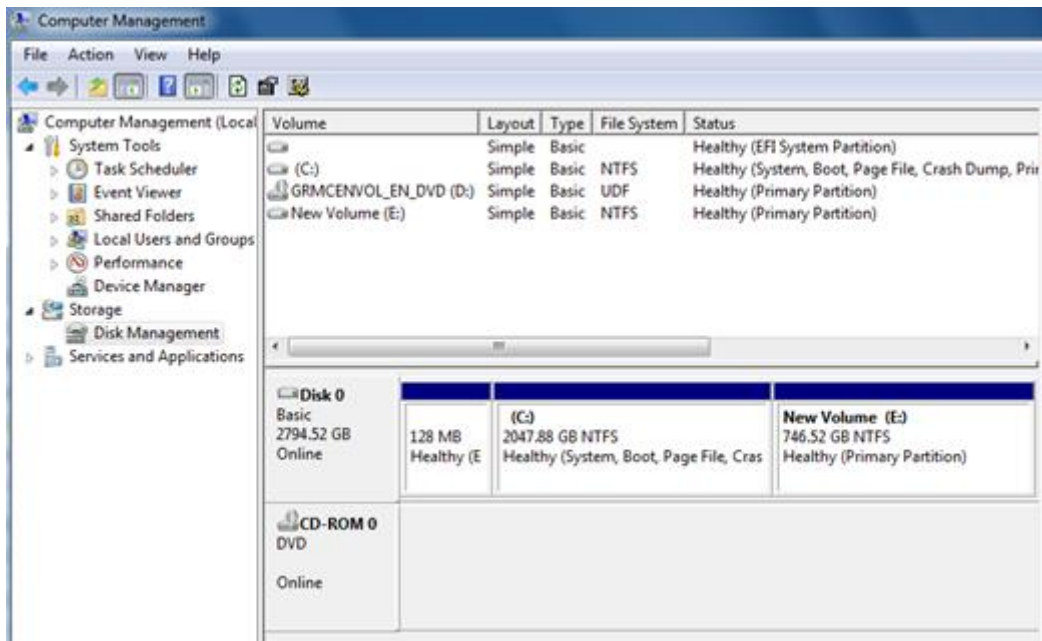 Computer Management
File Action View Help
Computer Management (Local
System Tools
Task Scheduler
Event Viewer
Shared Folders
Local Users and Groups
Performance
Device Manager
Storage
Disk Management
Services and Applications
Volume Layout Type File System Status
Simple Basic Healthy (EFI System Partition)
(C:) Simple Basic NTFS Healthy (System, Boot, Page File, Crash Dump, Prin
GRMCENVOL_EN_DVD (D:) Simple Basic UDF Healthy (Primary Partition)
New Volume (E:) Simple Basic NTFS Healthy (Primary Partition)
Disk 0
Basic
2794.52 GB
Online
128 MB
Healthy (E
(C:)
2047.88 GB NTFS
Healthy (System, Boot, Page File, Cras
New Volume (E:)
746.52 GB NTFS
Healthy (Primary Partition)
CD-ROM 0
DVD
Online